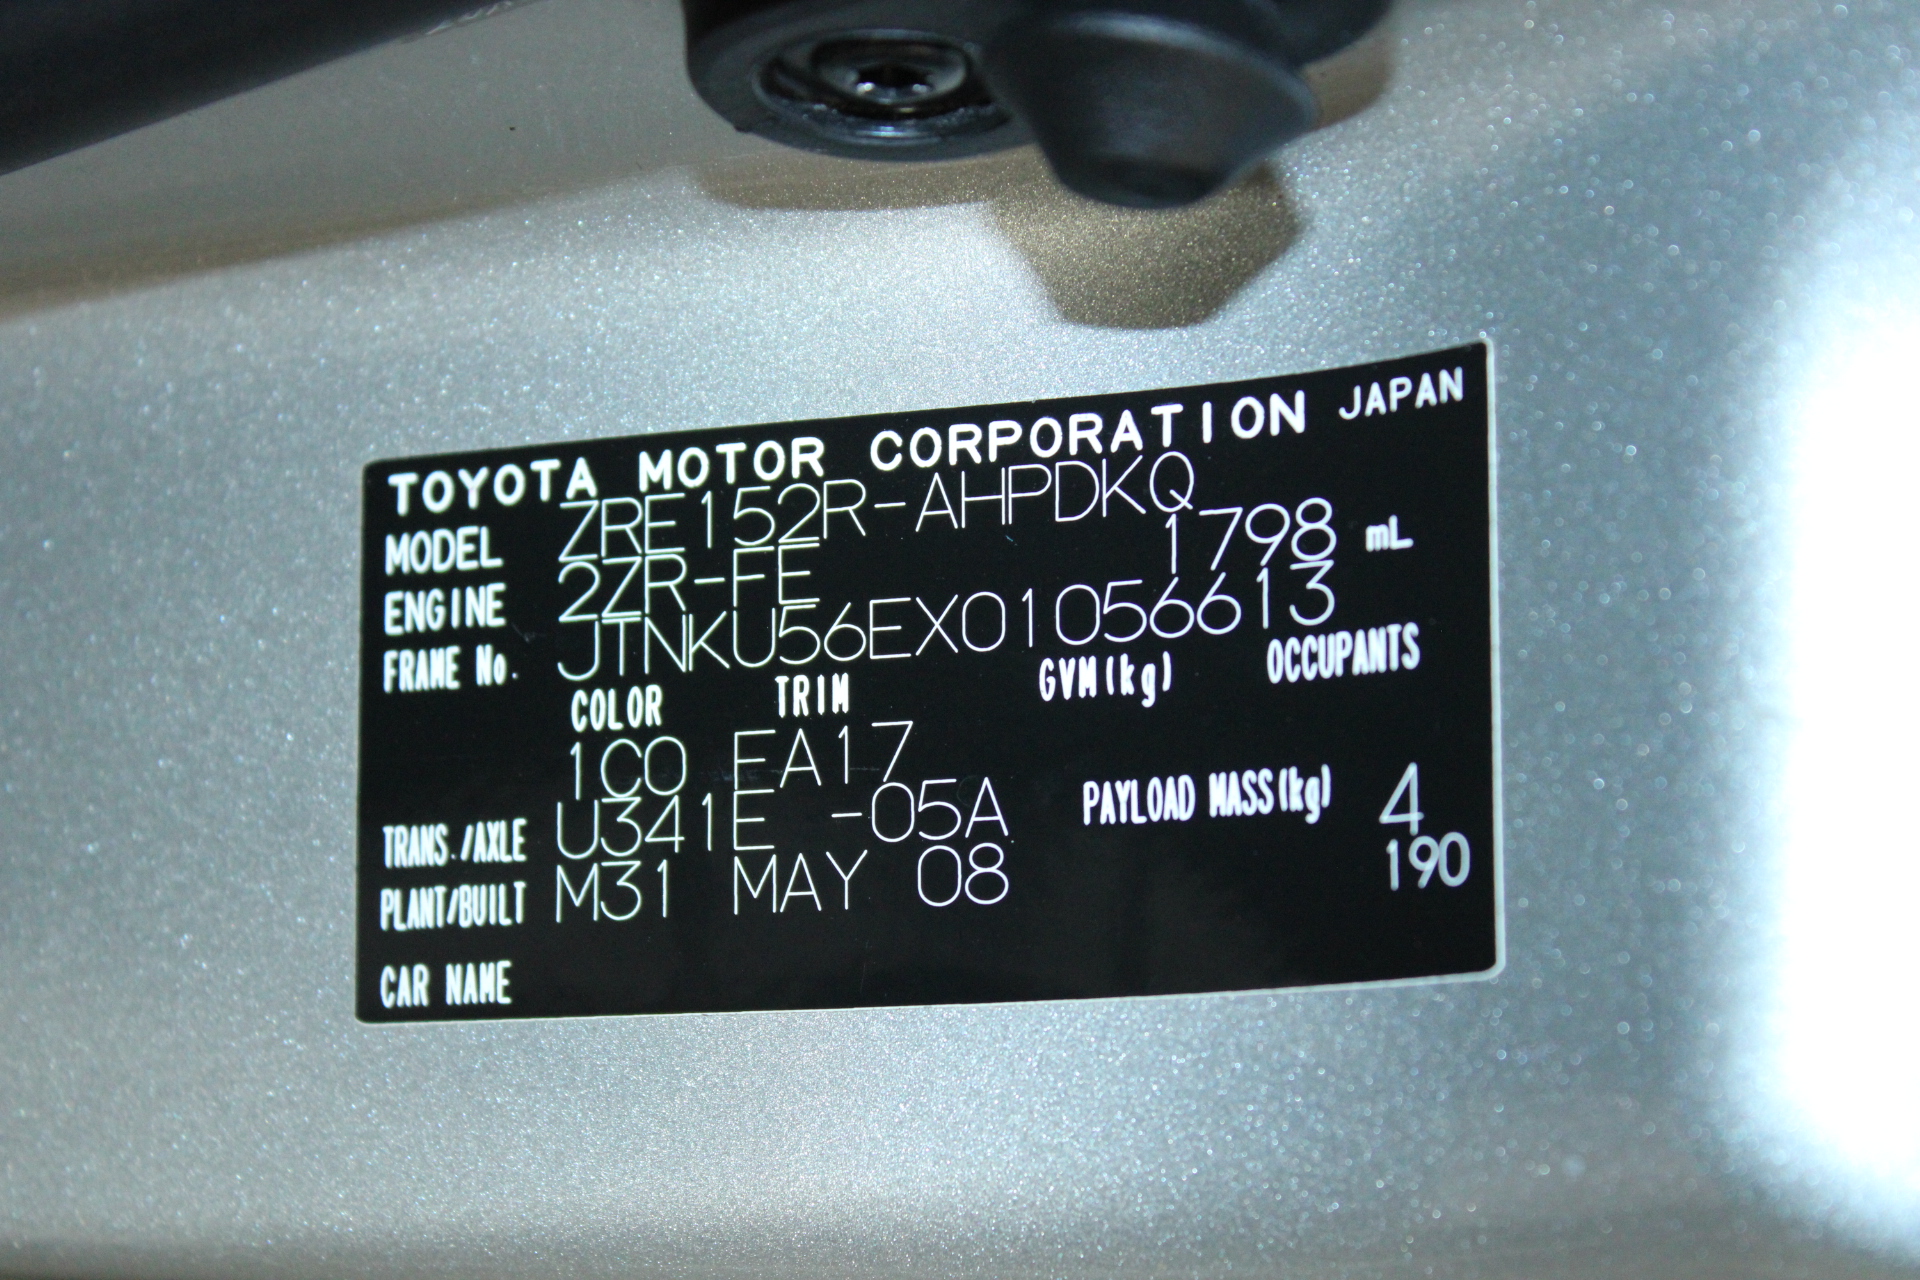 TOYOTA MOTOR CORPORATION JAPAN
MODEL ZRE152R-AHPDKQ
ENGINE 2ZR-FE 1798 mL
FRAME No. JTNKU56EX01056613
COLOR TRIM GVM(kg) OCCUPANTS
1C0 EA17 4
TRANS./AXLE U341E -05A PAYLOAD MASS(kg) 190
PLANT/BUILT M31 MAY 08
CAR NAME